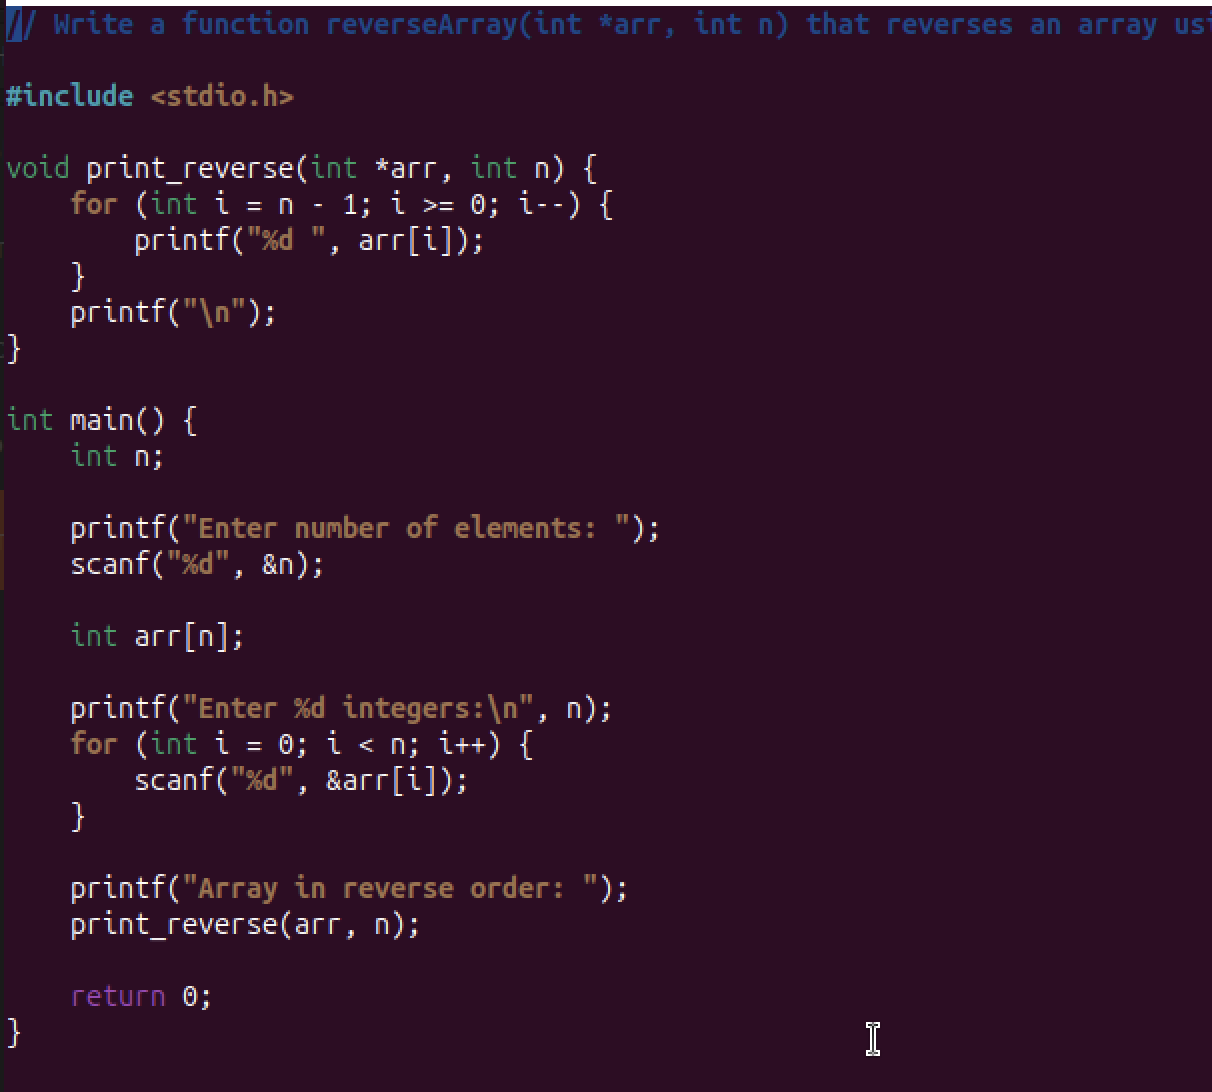 // Write a function reverseArray(int *arr, int n) that reverses an array
#include <stdio.h>
void print_reverse(int *arr, int n) {
    for (int i = n - 1; i >= 0; i--) {
        printf("%d ", arr[i]);
    }
    printf("\n");
}
int main() {
    int n;
    printf("Enter number of elements: ");
    scanf("%d", &n);
    int arr[n];
    printf("Enter %d integers:\n", n);
    for (int i = 0; i < n; i++) {
        scanf("%d", &arr[i]);
    }
    printf("Array in reverse order: ");
    print_reverse(arr, n);
    return 0;
}